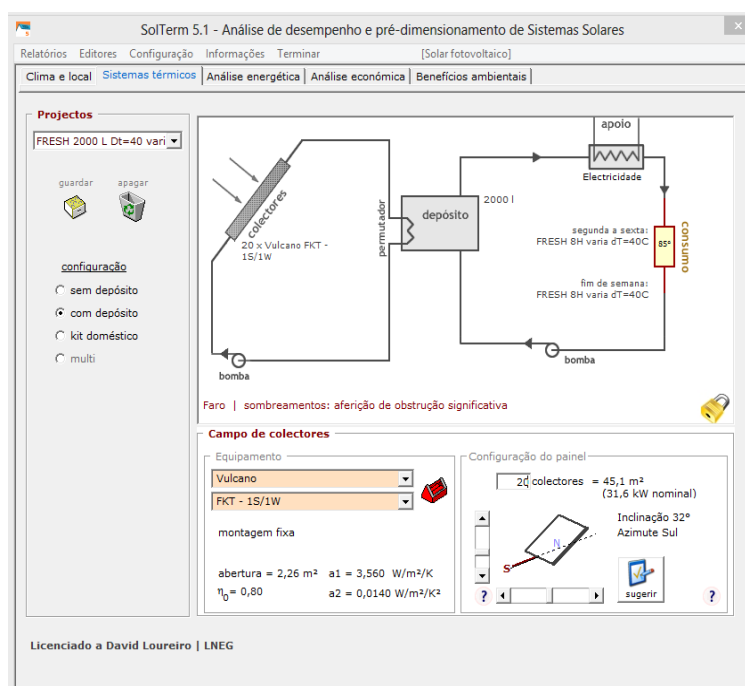 SolTerm 5.1 - Análise de desempenho e pré-dimensionamento de Sistemas Solares
Relatórios Editores Configuração Informações Terminar [Solar fotovoltaico]
Clima e local Sistemas térmicos Análise energética Análise económica Benefícios ambientais
Projectos
FRESH 2000 L Dt=40 vari
guardar apagar
configuração
sem depósito
com depósito
kit doméstico
multi
apoio
Electricidade
colectores
20 x Vulcano FKT -
1S/1W
permutador
depósito
2000 l
segunda a sexta:
FRESH 8H varia dT=40C
85º
consumo
fim de semana:
FRESH 8H varia dT=40C
bomba
bomba
Faro | sombreamentos: aferição de obstrução significativa
Campo de colectores
Equipamento
Vulcano
FKT - 1S/1W
montagem fixa
abertura = 2,26 m² a1 = 3,560 W/m²/K
η0= 0,80 a2 = 0,0140 W/m²/K²
Configuração do painel
20 colectores = 45,1 m²
(31,6 kW nominal)
Inclinação 32º
Azimute Sul
N
S
sugerir
? ?
Licenciado a David Loureiro | LNEG